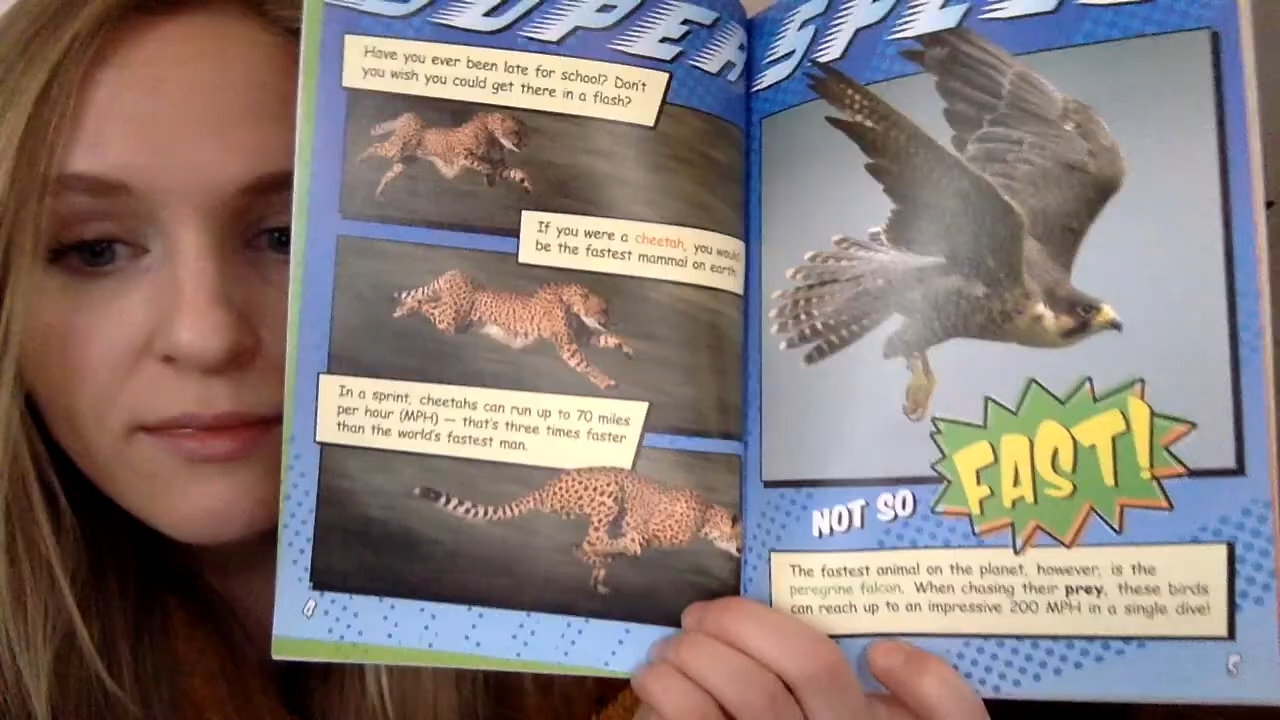 SUPER SPEED
Have you ever been late for school? Don't
you wish you could get there in a flash?
If you were a cheetah, you would
be the fastest mammal on earth
In a sprint, cheetahs can run up to 70 miles
per hour (MPH) — that's three times faster
than the world's fastest man.
4
NOT SO
FAST!
The fastest animal on the planet, however, is the
peregrine falcon. When chasing their prey, these birds
can reach up to an impressive 200 MPH in a single dive!
5